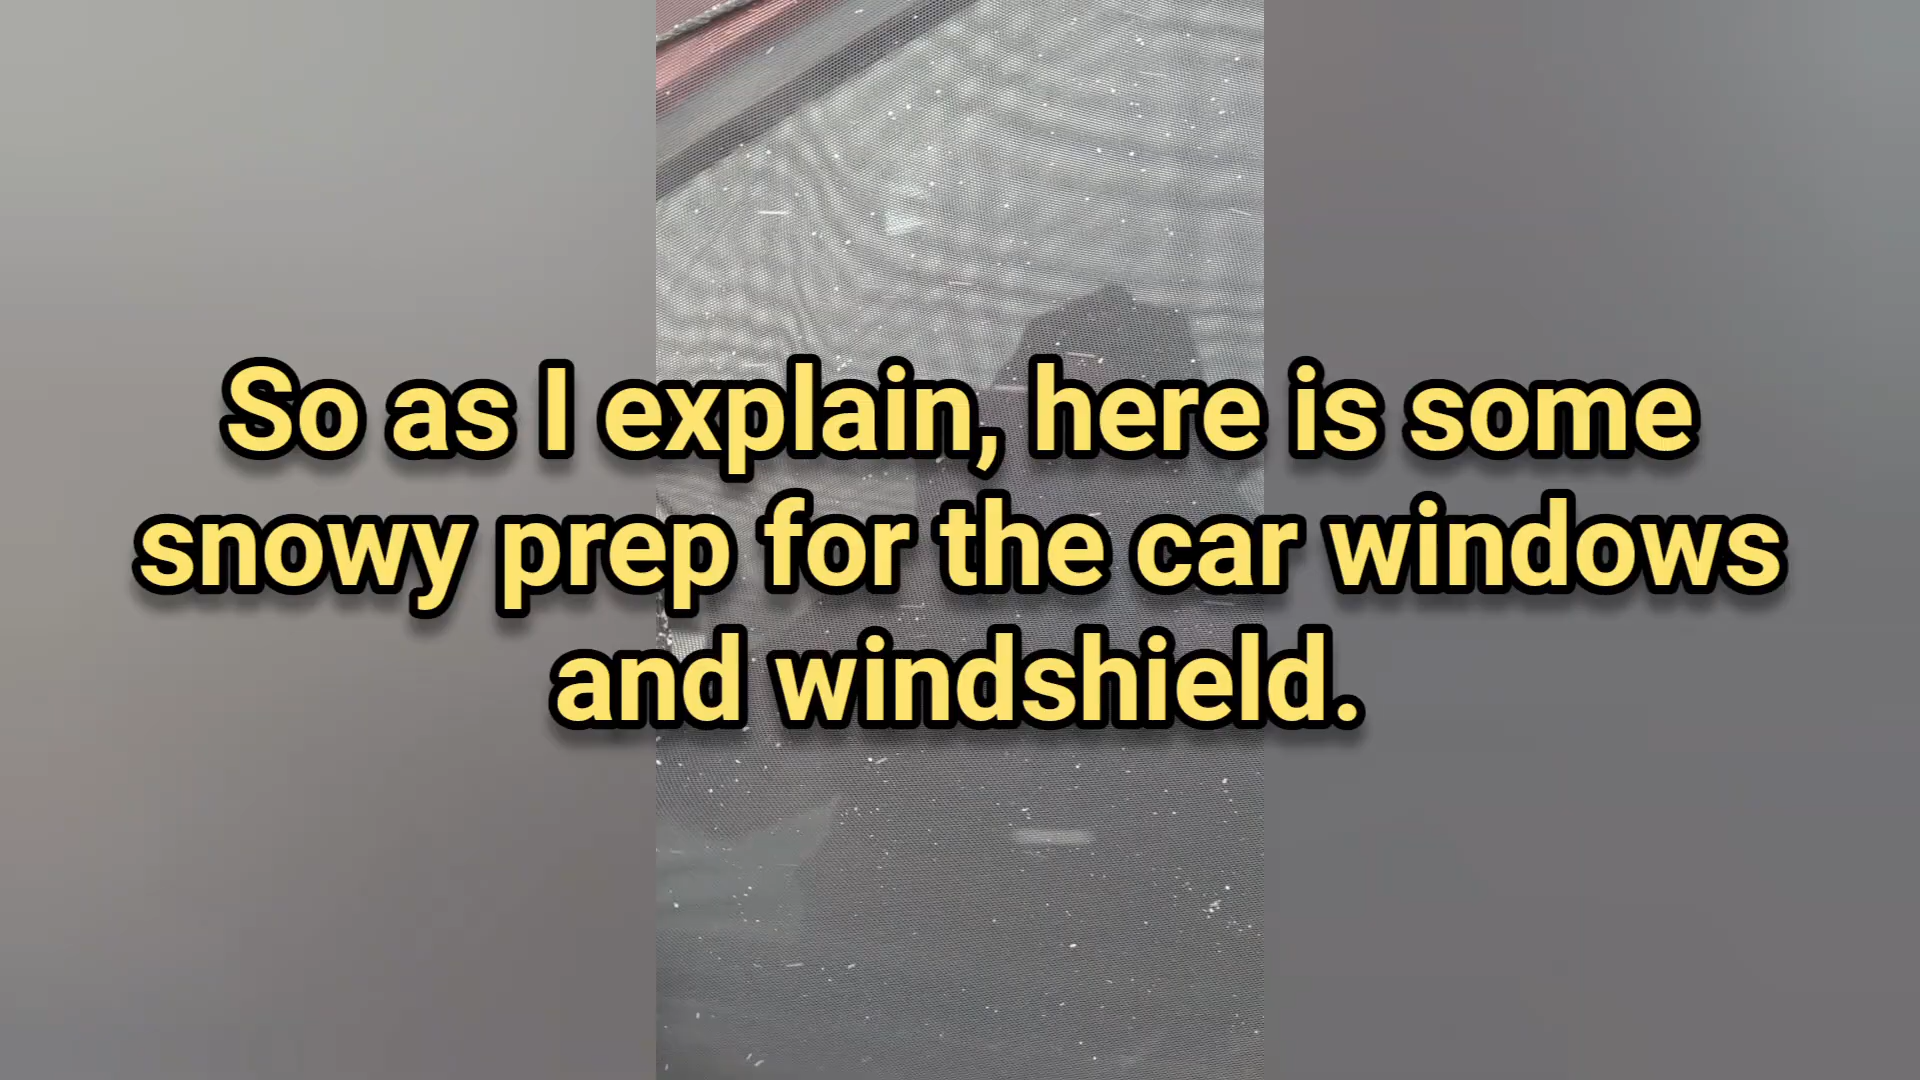 So as I explain, here is some
snowy prep for the car windows
and windshield.